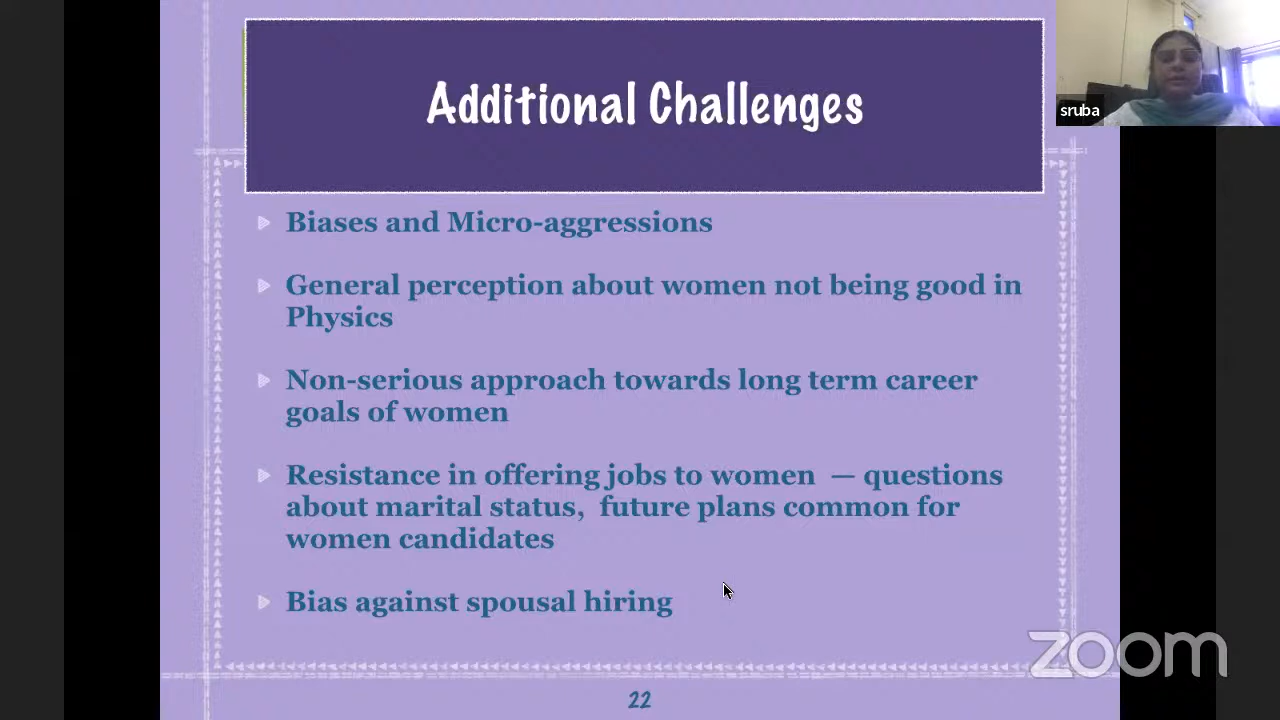 Additional Challenges
sruba
Biases and Micro-aggressions
General perception about women not being good in
Physics
Non-serious approach towards long term career
goals of women
Resistance in offering jobs to women — questions
about marital status, future plans common for
women candidates
Bias against spousal hiring
zoom
22